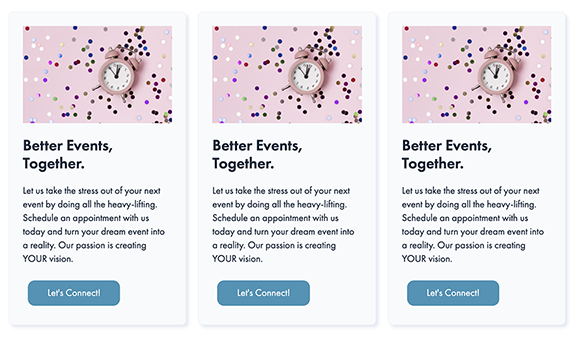 Better Events,
Together.
Let us take the stress out of your next
event by doing all the heavy-lifting.
Schedule an appointment with us
today and turn your dream event into
a reality. Our passion is creating
YOUR vision.
Let's Connect!
Better Events,
Together.
Let us take the stress out of your next
event by doing all the heavy-lifting.
Schedule an appointment with us
today and turn your dream event into
a reality. Our passion is creating
YOUR vision.
Let's Connect!
Better Events,
Together.
Let us take the stress out of your next
event by doing all the heavy-lifting.
Schedule an appointment with us
today and turn your dream event into
a reality. Our passion is creating
YOUR vision.
Let's Connect!